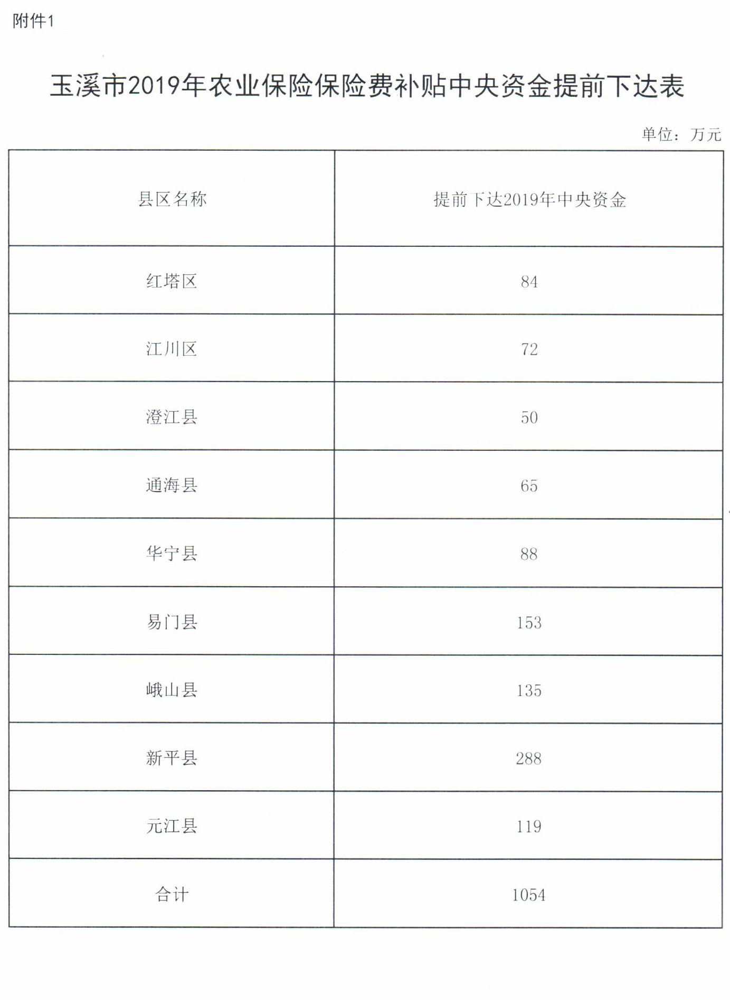 附件1
玉溪市2019年农业保险保险费补贴中央资金提前下达表
单位：万元
县区名称 提前下达2019年中央资金
红塔区 84
江川区 72
澄江县 50
通海县 65
华宁县 88
易门县 153
峨山县 135
新平县 288
元江县 119
合计 1054